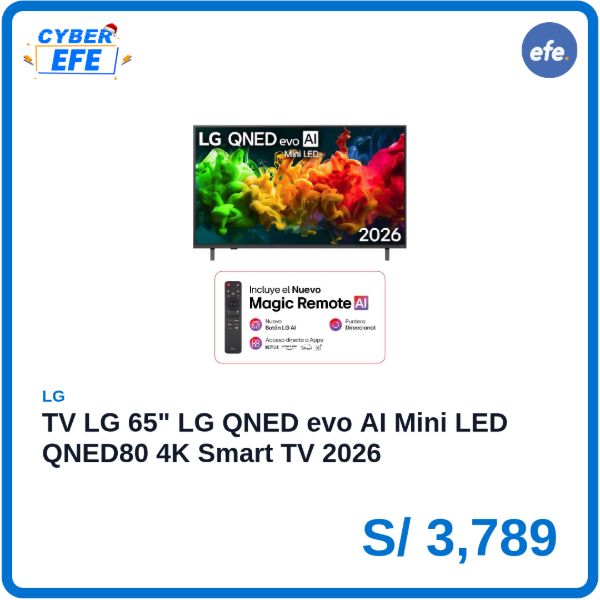 CYBER
EFE
efe.
LG QNED evo AI
Mini LED
2026
Incluye el Nuevo
Magic Remote AI
Nuevo
Botón LG AI
Puntero
Direccional
Acceso directo a Apps
NETFLIX
LG
TV LG 65" LG QNED evo AI Mini LED
QNED80 4K Smart TV 2026
S/ 3,789